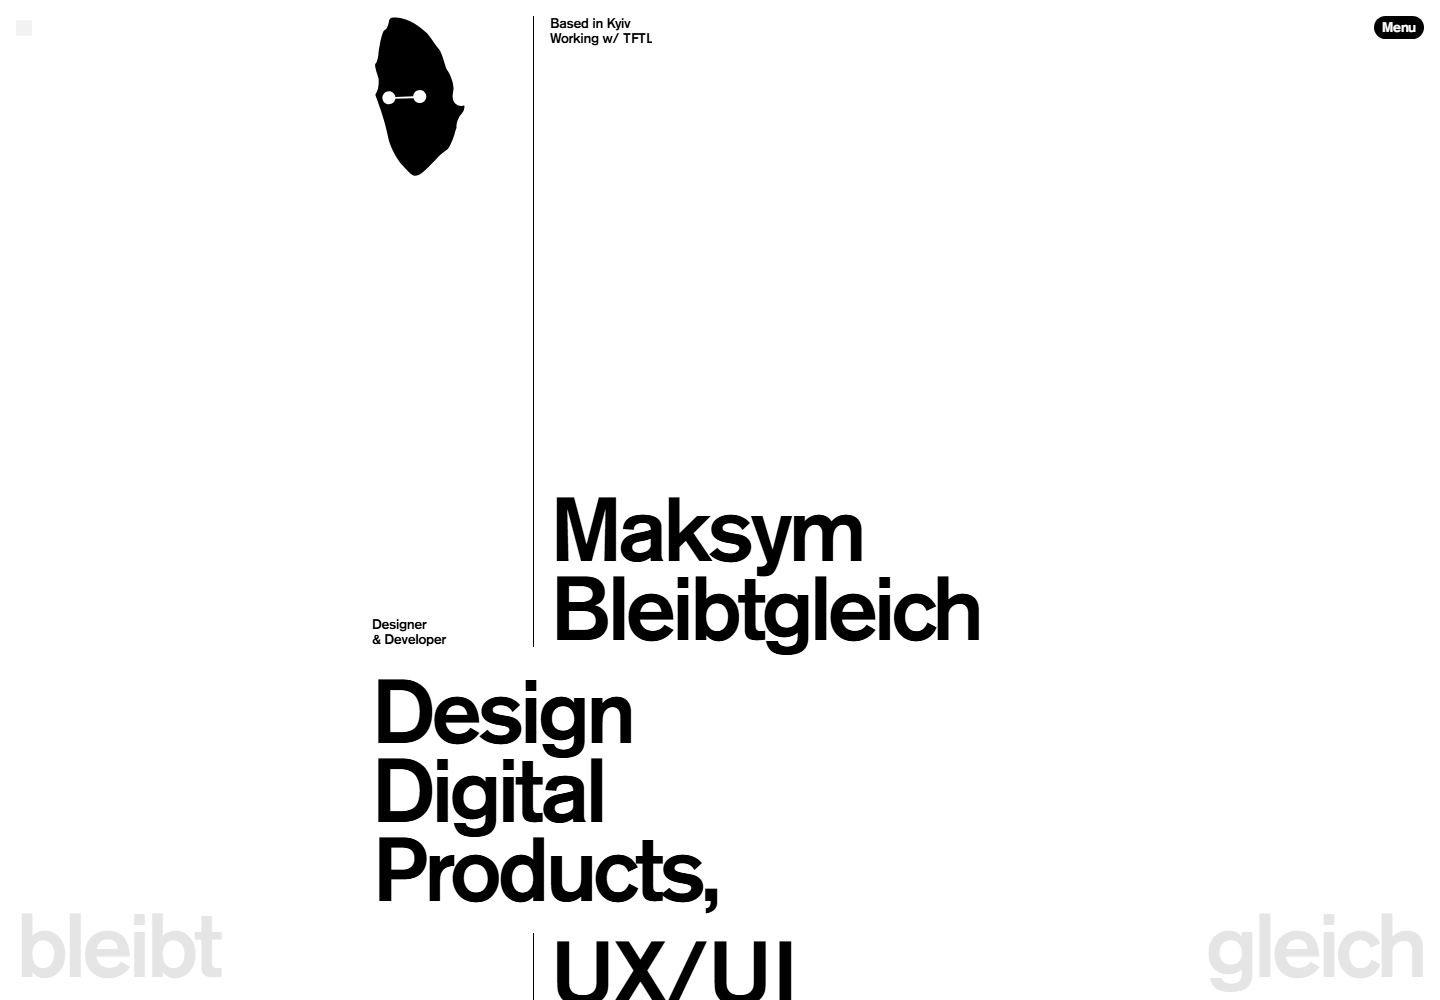 Based in Kyiv
Working w/ TFTL
Menu
Maksym
Bleibtgleich
Designer
& Developer
Design
Digital
Products,
bleibt
gleich
UX/UI